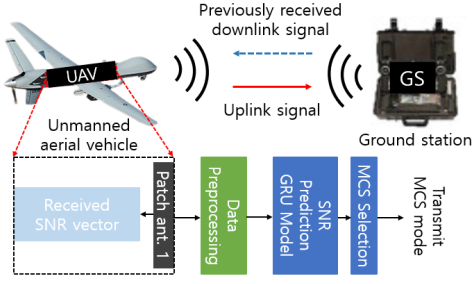 Previously received
downlink signal
UAV
GS
Uplink signal
Unmanned
aerial vehicle
Ground station
Received
SNR vector
Patch ant. 1
Data
Preprocessing
SNR
Prediction
GRU Model
MCS Selection
Transmit
MCS mode